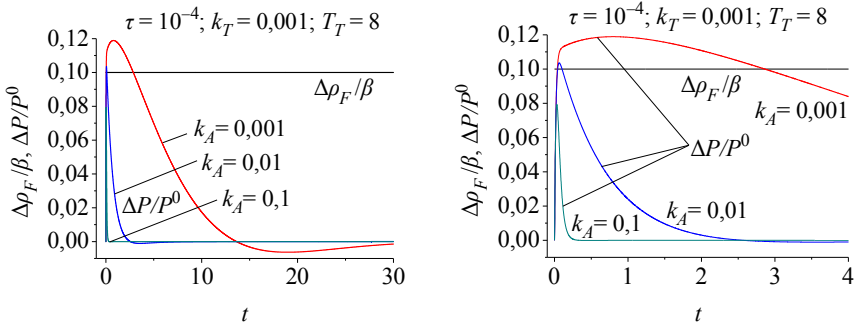 τ = 10⁻⁴; k_T = 0,001; T_T = 8
Δρ_F/β, ΔP/P⁰
0,12
0,10
0,08
0,06
0,04
0,02
0,00
Δρ_F/β
k_A = 0,001
k_A = 0,01
ΔP/P⁰
k_A = 0,1
0
10
20
30
t
τ = 10⁻⁴; k_T = 0,001; T_T = 8
Δρ_F/β, ΔP/P⁰
0,12
0,10
0,08
0,06
0,04
0,02
0,00
Δρ_F/β
k_A = 0,001
ΔP/P⁰
k_A = 0,1
k_A = 0,01
0
1
2
3
4
t